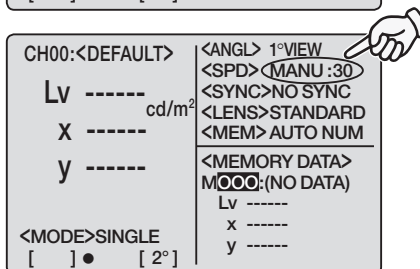 CH00:<DEFAULT>
Lv ------
cd/m²
x ------
y ------
<MODE>SINGLE
[ ]● [ 2°]
<ANGL> 1°VIEW
<SPD> MANU :30
<SYNC>NO SYNC
<LENS>STANDARD
<MEM> AUTO NUM
<MEMORY DATA>
M000:(NO DATA)
Lv ------
x ------
y ------